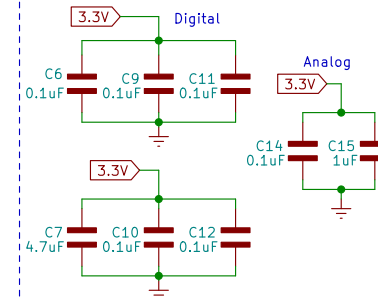 3.3V
Digital
C6
0.1uF
C9
0.1uF
C11
0.1uF
Analog
3.3V
C14
0.1uF
C15
1uF
3.3V
C7
4.7uF
C10
0.1uF
C12
0.1uF